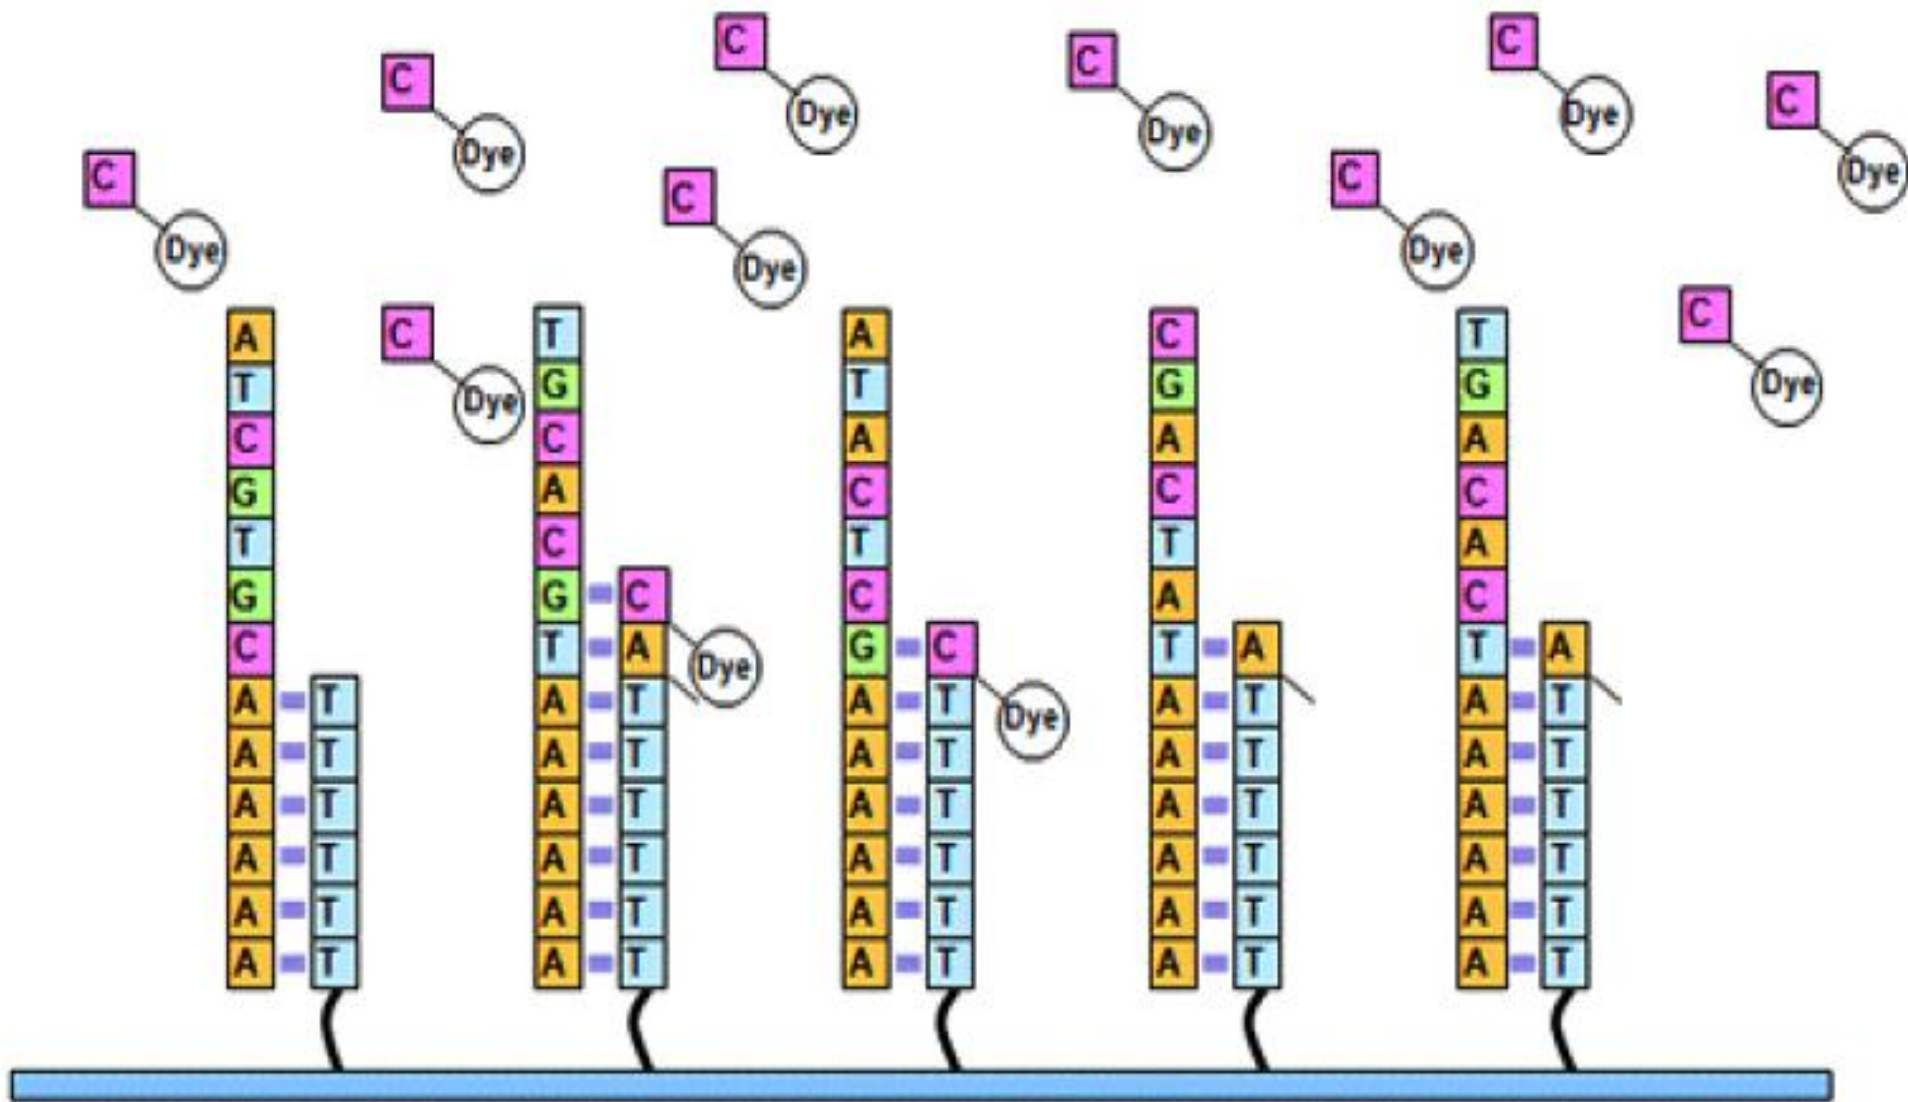 C C C C C
Dye Dye Dye Dye Dye
C C C
Dye Dye Dye
C
A C T A C T
T G T G G
Dye Dye
C C A A A
G A C C C
T C T T A
G G C C A C
C T A G C T A T A
Dye
A T A T A T A T A T
Dye
A T A T A T A T A T
A T A T A T A T A T
A T A T A T A T A T
A T A T A T A T A T
A T A T A T A T A T